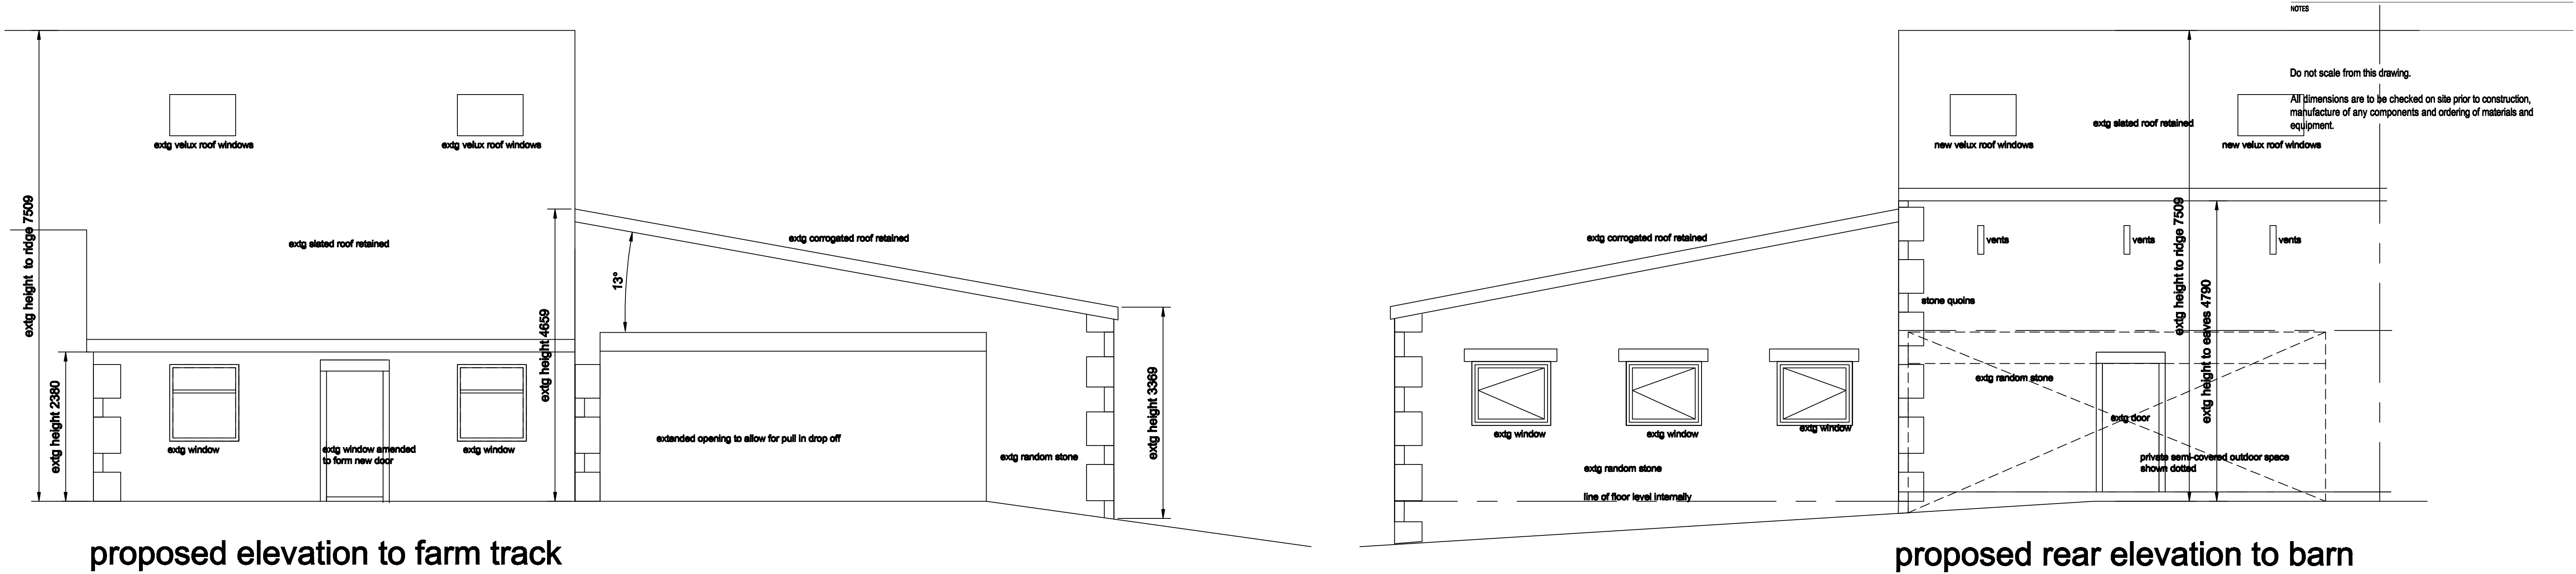 NOTES
Do not scale from this drawing.
All dimensions are to be checked on site prior to construction,
manufacture of any components and ordering of materials and
equipment.
extg velux roof windows
extg velux roof windows
extg height to ridge 7509
extg slated roof retained
extg corrogated roof retained
13°
extg height 4659
extg height 3369
extg height 2380
extg window
extg window amended
to form new door
extg window
extended opening to allow for pull in drop off
extg random stone
proposed elevation to farm track
new velux roof windows
extg slated roof retained
new velux roof windows
extg corrogated roof retained
vents
vents
vents
extg height to ridge 7509
stone quoins
extg height to eaves 4790
extg random stone
extg door
extg window
extg window
extg window
private semi-covered outdoor space
shown dotted
extg random stone
line of floor level internally
proposed rear elevation to barn